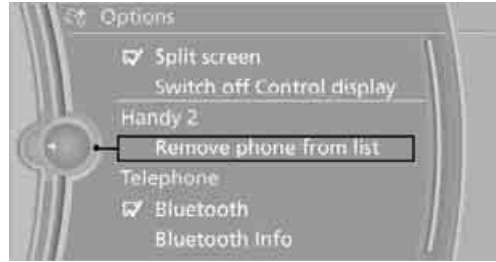 Options
Split screen
Switch off Control display
Handy 2
Remove phone from list
Telephone
Bluetooth
Bluetooth Info